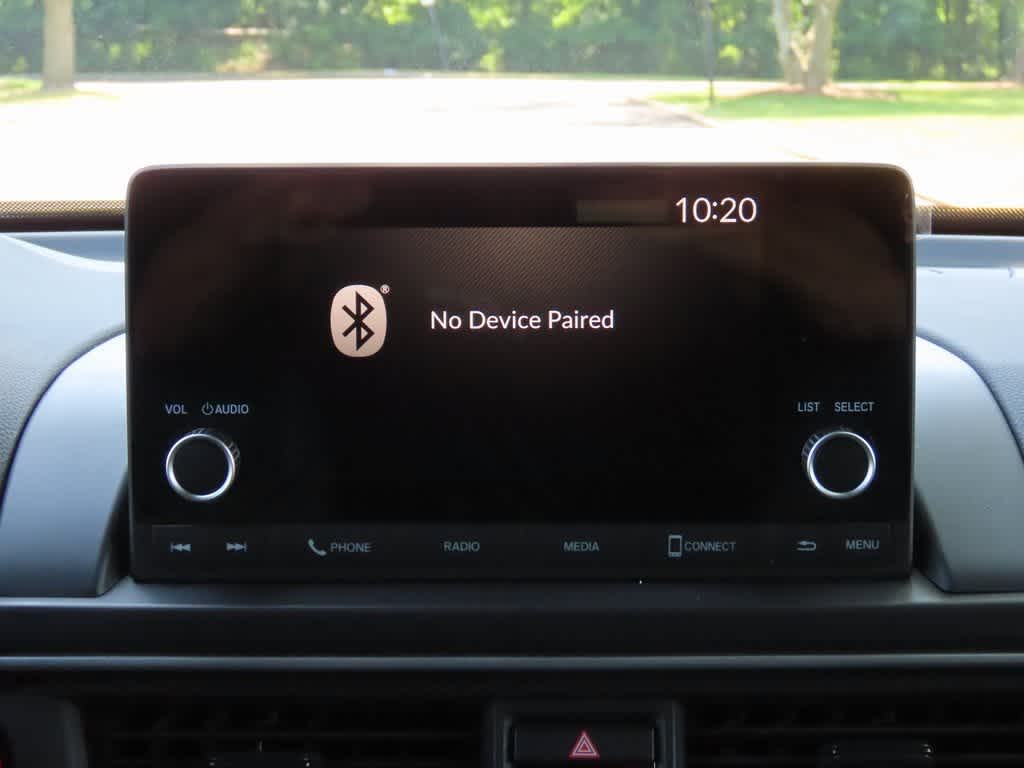 10:20
®
No Device Paired
VOL AUDIO
LIST SELECT
PHONE RADIO MEDIA CONNECT MENU